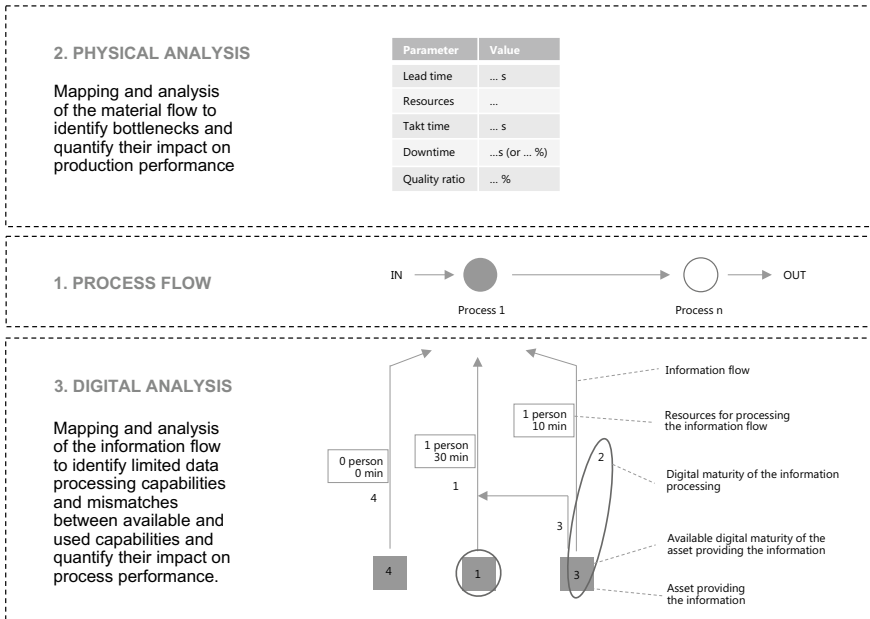 2. PHYSICAL ANALYSIS
Mapping and analysis
of the material flow to
identify bottlenecks and
quantify their impact on
production performance
Parameter Value
Lead time ... s
Resources ...
Takt time ... s
Downtime ...s (or ... %)
Quality ratio ... %
1. PROCESS FLOW
IN
OUT
Process 1
Process n
3. DIGITAL ANALYSIS
Mapping and analysis
of the information flow
to identify limited data
processing capabilities
and mismatches
between available and
used capabilities and
quantify their impact on
process performance.
0 person
0 min
4
4
1 person
30 min
1
1
1 person
10 min
2
3
3
Information flow
Resources for processing
the information flow
Digital maturity of the information
processing
Available digital maturity of the
asset providing the information
Asset providing
the information